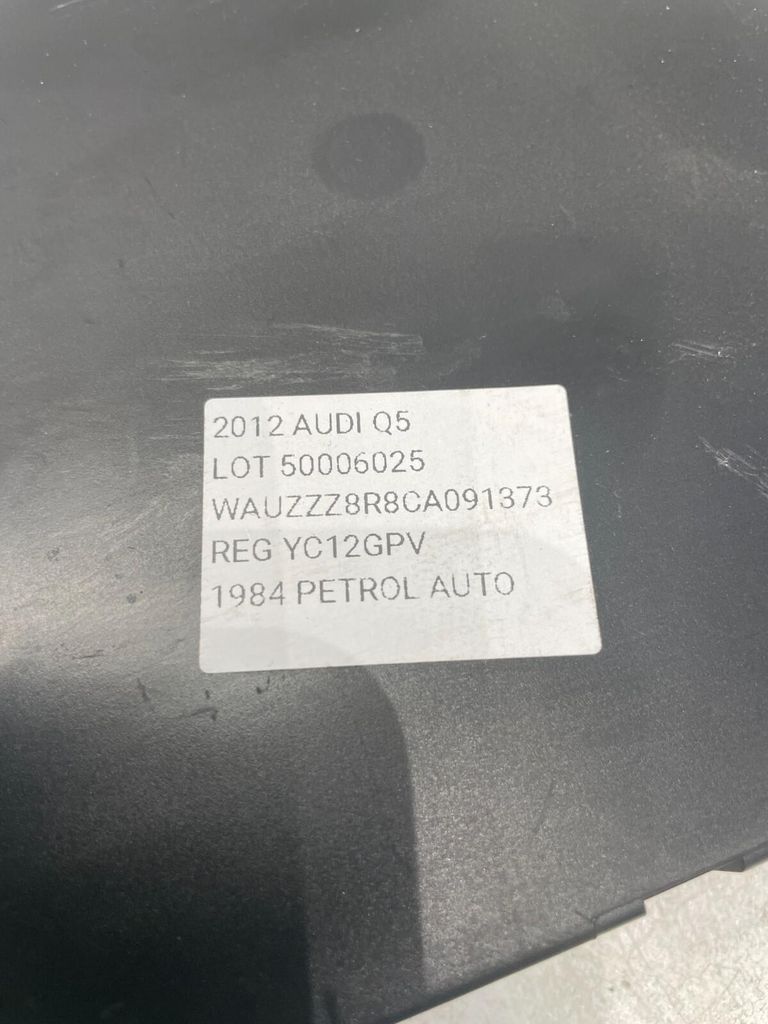 2012 AUDI Q5
LOT 50006025
WAUZZZ8R8CA091373
REG YC12GPV
1984 PETROL AUTO